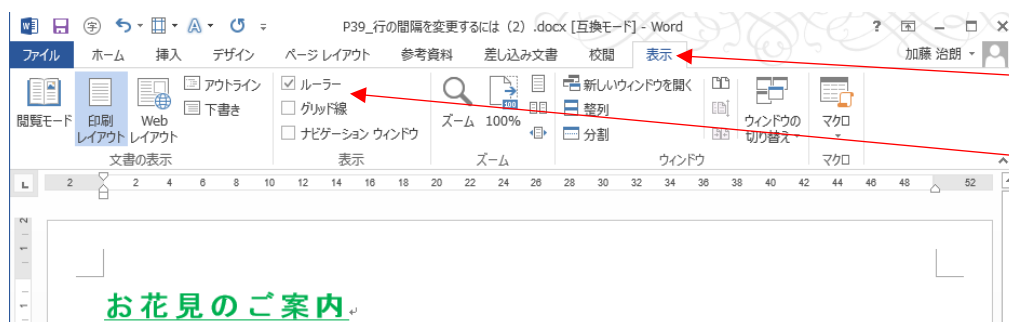 P39_行の間隔を変更するには（2）.docx [互換モード] - Word
ファイル ホーム 挿入 デザイン ページ レイアウト 参考資料 差し込み文書 校閲 表示 加藤 治朗
閲覧モード
印刷
レイアウト
Web
レイアウト
アウトライン
下書き
文書の表示
ルーラー
グリッド線
ナビゲーション ウィンドウ
表示
ズーム
100
100%
ズーム
新しいウィンドウを開く
整列
分割
ウィンドウの
切り替え
ウィンドウ
マクロ
マクロ
2 2 4 6 8 10 12 14 16 18 20 22 24 26 28 30 32 34 36 38 40 42 44 46 48 52
2
1
1
お花見のご案内